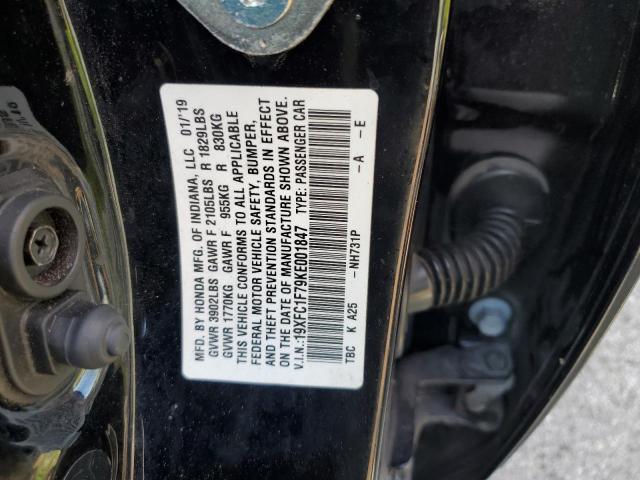 MFD. BY HONDA MFG. OF INDIANA, LLC 01/'19
GVWR 3902LBS GAWR F 2105LBS R 1829LBS
GVWR 1770KG GAWR F 955KG R 830KG
THIS VEHICLE CONFORMS TO ALL APPLICABLE
FEDERAL MOTOR VEHICLE SAFETY, BUMPER,
AND THEFT PREVENTION STANDARDS IN EFFECT
ON THE DATE OF MANUFACTURE SHOWN ABOVE.
V.I.N.:19XFC1F79KE001847 TYPE: PASSENGER CAR
-NH731P -A -E
TBC K A25